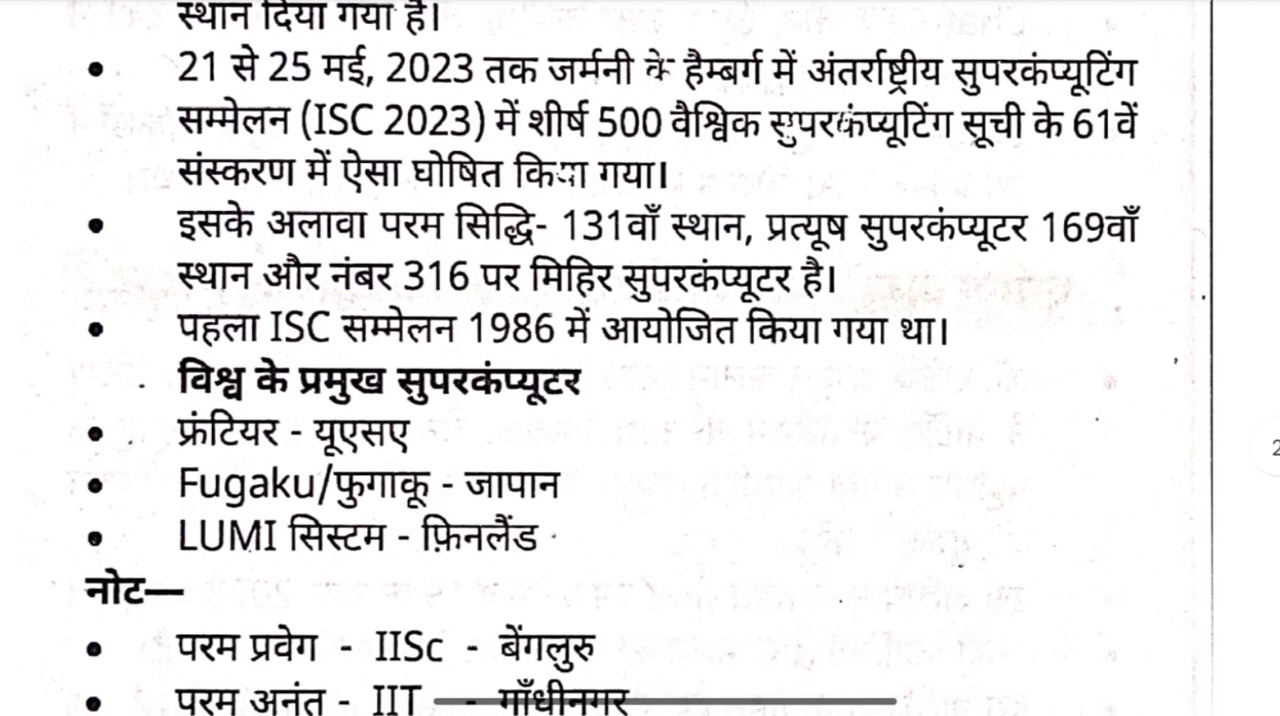 स्थान दिया गया है।
• 21 से 25 मई, 2023 तक जर्मनी के हैम्बर्ग में अंतर्राष्ट्रीय सुपरकंप्यूटिंग
सम्मेलन (ISC 2023) में शीर्ष 500 वैश्विक सुपरकंप्यूटिंग सूची के 61वें
संस्करण में ऐसा घोषित किया गया।
• इसके अलावा परम सिद्धि- 131वाँ स्थान, प्रत्यूष सुपरकंप्यूटर 169वाँ
स्थान और नंबर 316 पर मिहिर सुपरकंप्यूटर है।
• पहला ISC सम्मेलन 1986 में आयोजित किया गया था।
विश्व के प्रमुख सुपरकंप्यूटर
• फ्रंटियर - यूएसए
• Fugaku/फुगाकू - जापान
• LUMI सिस्टम - फ़िनलैंड
नोट—
• परम प्रवेग - IISc - बेंगलुरु
• परम अनंत - IIT - गाँधीनगर
2